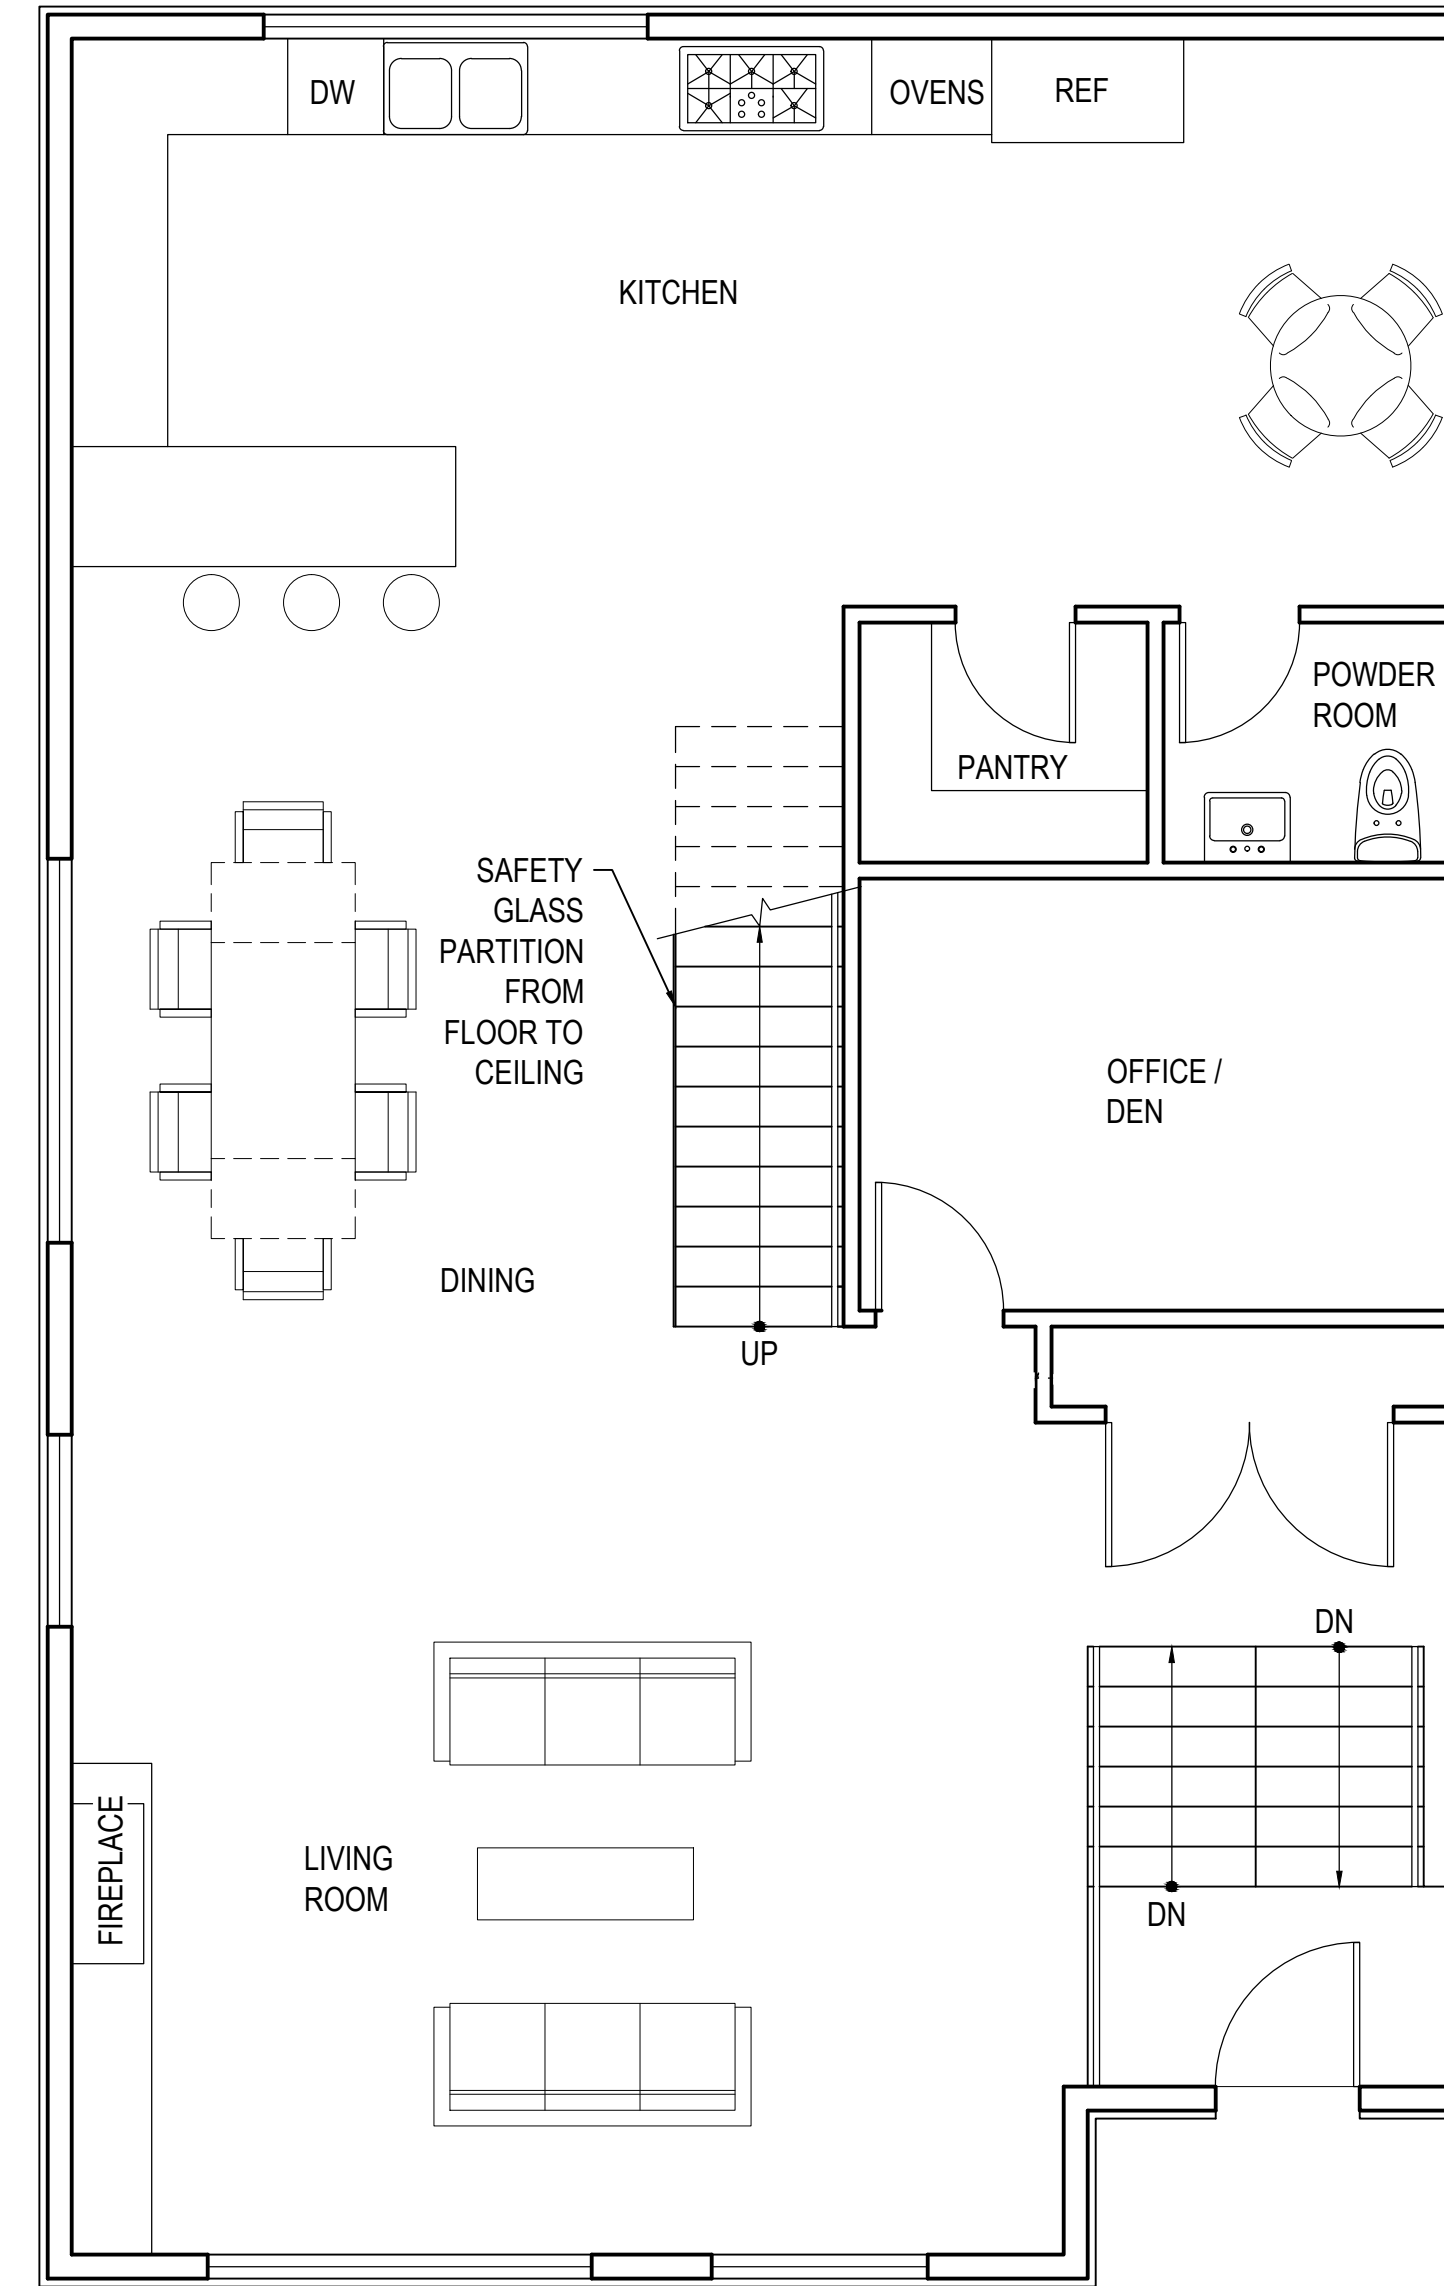 DW
OVENS
REF
KITCHEN
POWDER
ROOM
PANTRY
SAFETY
GLASS
PARTITION
FROM
FLOOR TO
CEILING
OFFICE /
DEN
DINING
UP
DN
FIREPLACE
LIVING
ROOM
DN